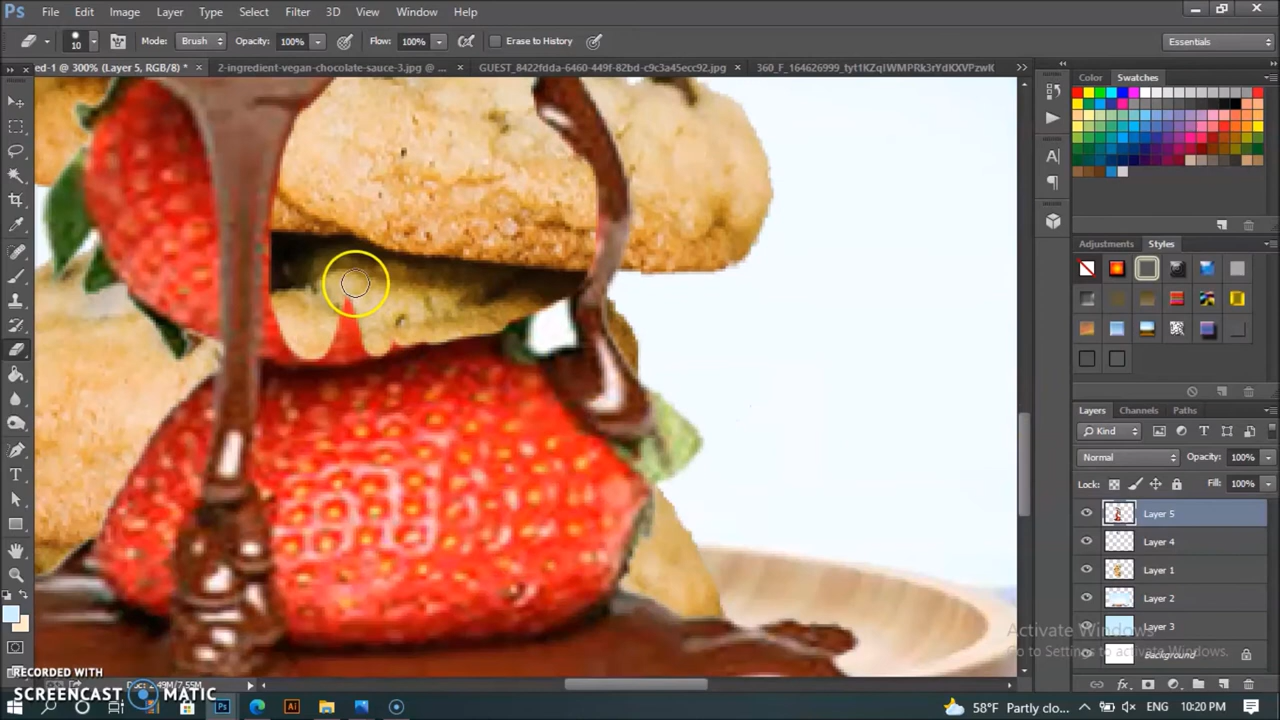 Ps File Edit Image Layer Type Select Filter 3D View Window Help
10 Mode: Brush Opacity: 100% Flow: 100% Erase to History Essentials
ed-1 @ 300% (Layer 5, RGB/8) * × 2-ingredient-vegan-chocolate-sauce-3.jpg @ ... × GUEST_8422fdda-6460-449f-82bd-c9c3a45ecc92.jpg ×
Color Swatches
Adjustments Styles
Layers Channels Paths
Kind
Normal Opacity: 100%
Lock: Fill: 100%
Layer 5
Layer 4
Layer 1
Layer 2
Layer 3
Background
Activate Windows
Go to Settings to activate Windows.
RECORDED WITH
SCREENCAST MATIC
58°F Partly clo... ENG 10:20 PM